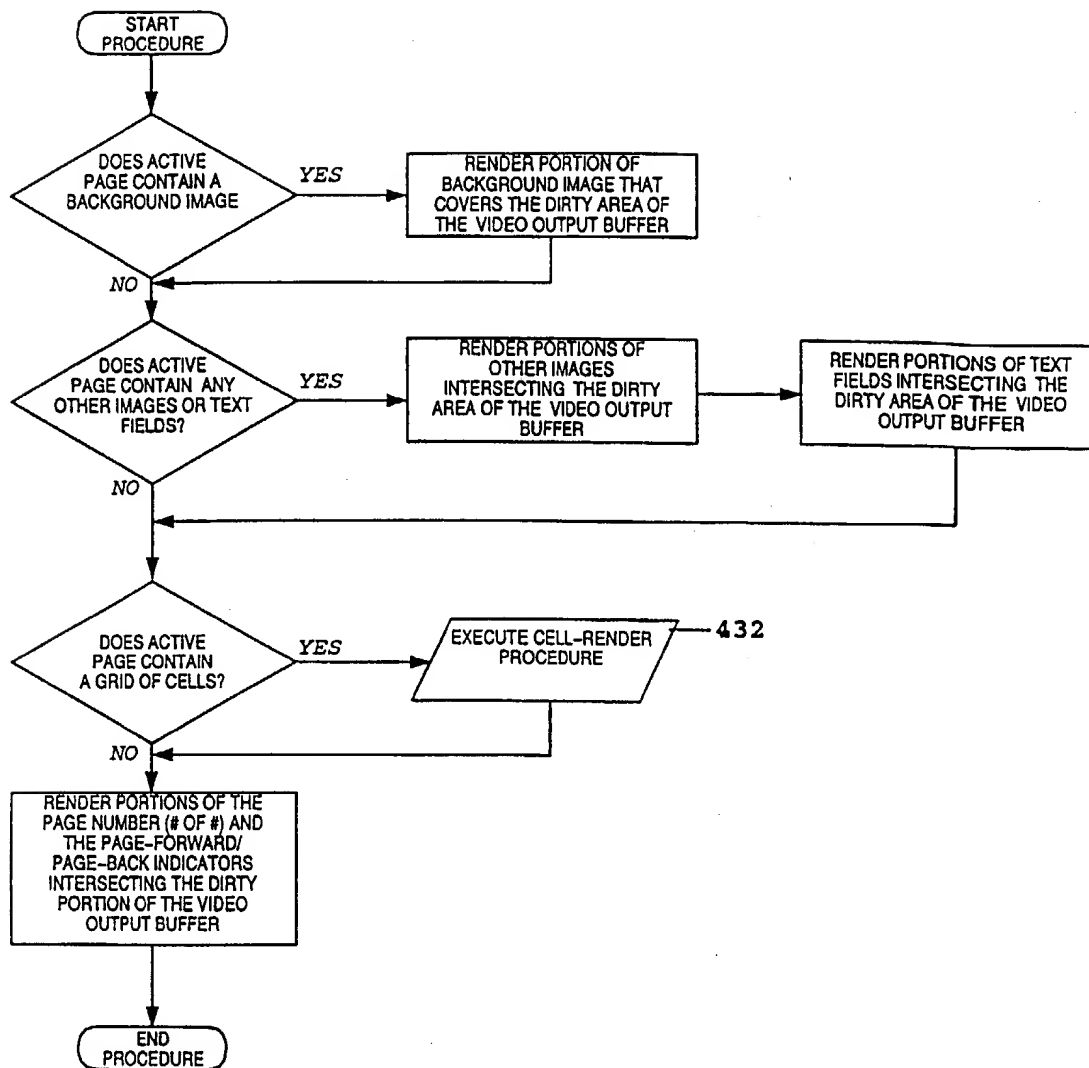 START
PROCEDURE
DOES ACTIVE
PAGE CONTAIN A
BACKGROUND IMAGE
YES
RENDER PORTION OF
BACKGROUND IMAGE THAT
COVERS THE DIRTY AREA OF
THE VIDEO OUTPUT BUFFER
NO
DOES ACTIVE
PAGE CONTAIN ANY
OTHER IMAGES OR TEXT
FIELDS?
YES
RENDER PORTIONS OF
OTHER IMAGES
INTERSECTING THE DIRTY
AREA OF THE VIDEO OUTPUT
BUFFER
RENDER PORTIONS OF TEXT
FIELDS INTERSECTING THE
DIRTY AREA OF THE VIDEO
OUTPUT BUFFER
NO
DOES ACTIVE
PAGE CONTAIN
A GRID OF CELLS?
YES
EXECUTE CELL-RENDER
PROCEDURE
432
NO
RENDER PORTIONS OF THE
PAGE NUMBER (# OF #) AND
THE PAGE-FORWARD/
PAGE-BACK INDICATORS
INTERSECTING THE DIRTY
PORTION OF THE VIDEO
OUTPUT BUFFER
END
PROCEDURE